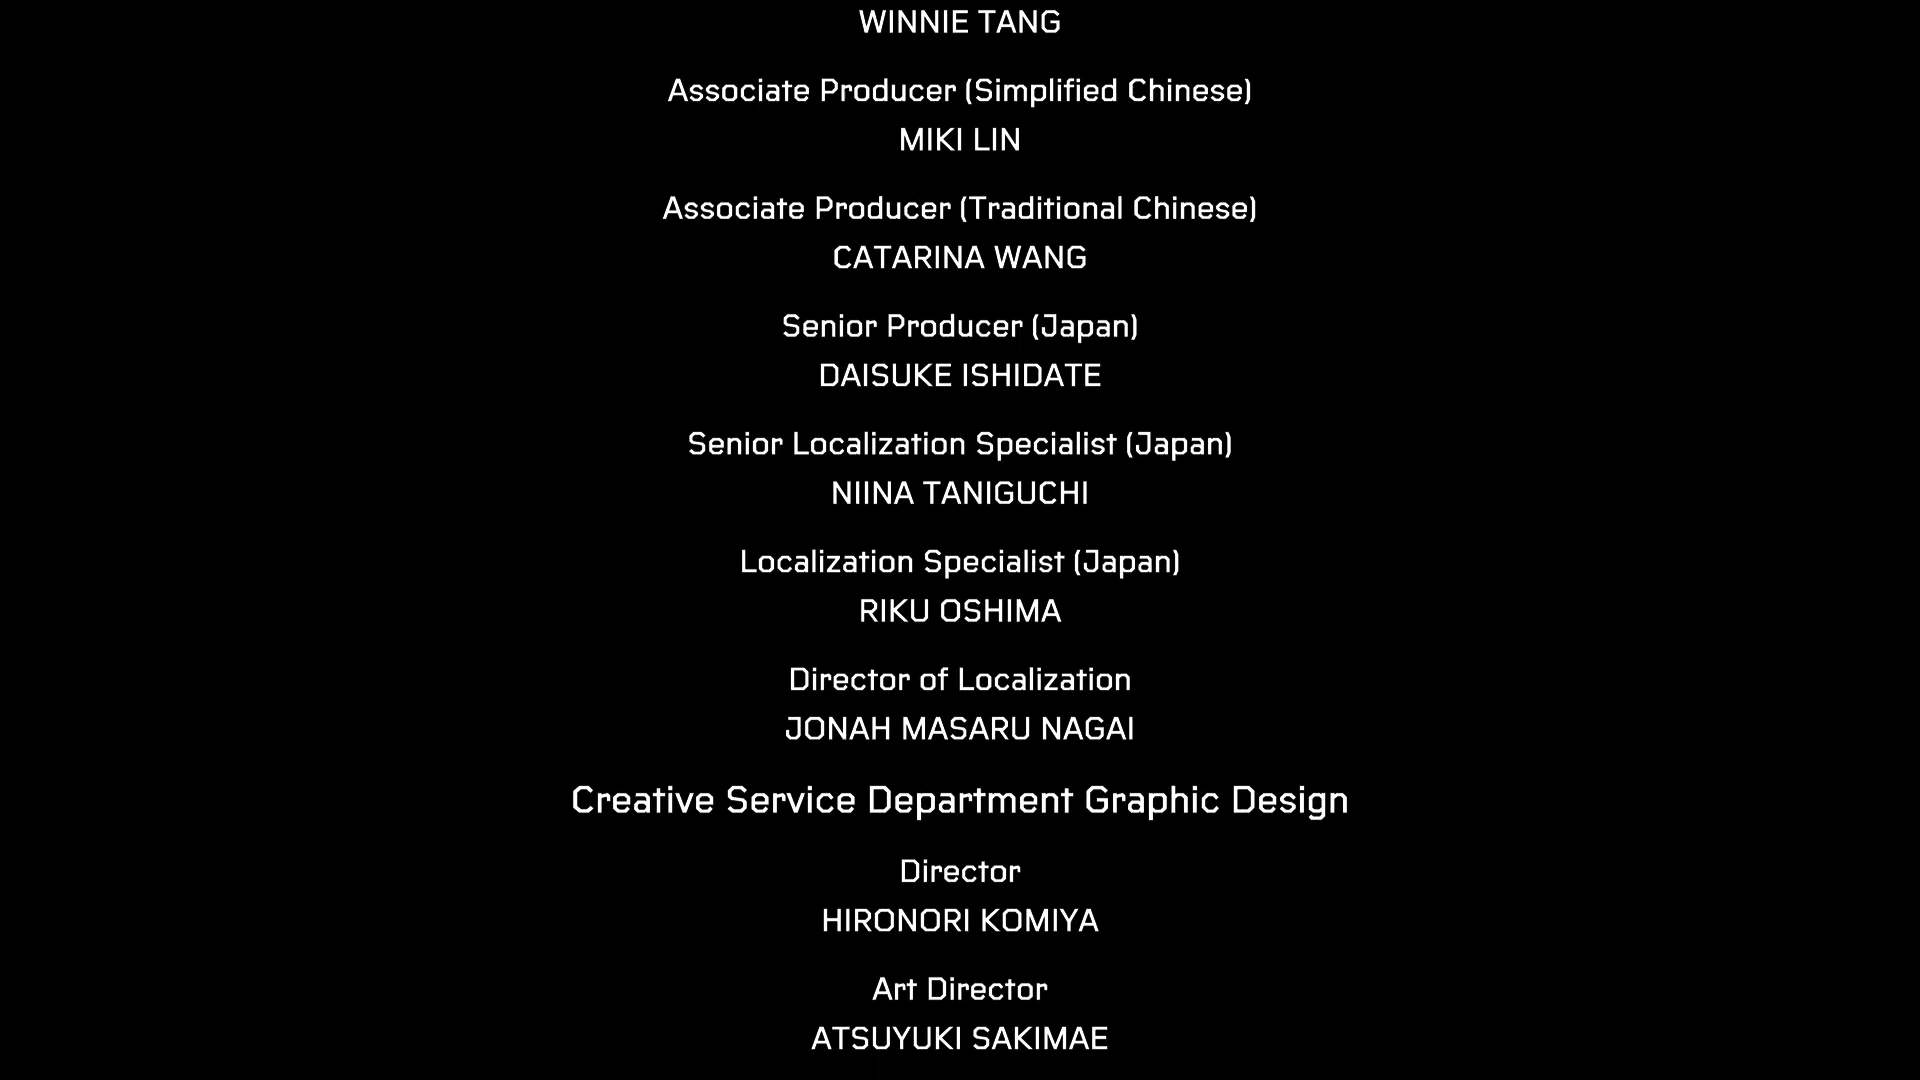 WINNIE TANG
Associate Producer (Simplified Chinese)
MIKI LIN
Associate Producer (Traditional Chinese)
CATARINA WANG
Senior Producer (Japan)
DAISUKE ISHIDATE
Senior Localization Specialist (Japan)
NIINA TANIGUCHI
Localization Specialist (Japan)
RIKU OSHIMA
Director of Localization
JONAH MASARU NAGAI
Creative Service Department Graphic Design
Director
HIRONORI KOMIYA
Art Director
ATSUYUKI SAKIMAE